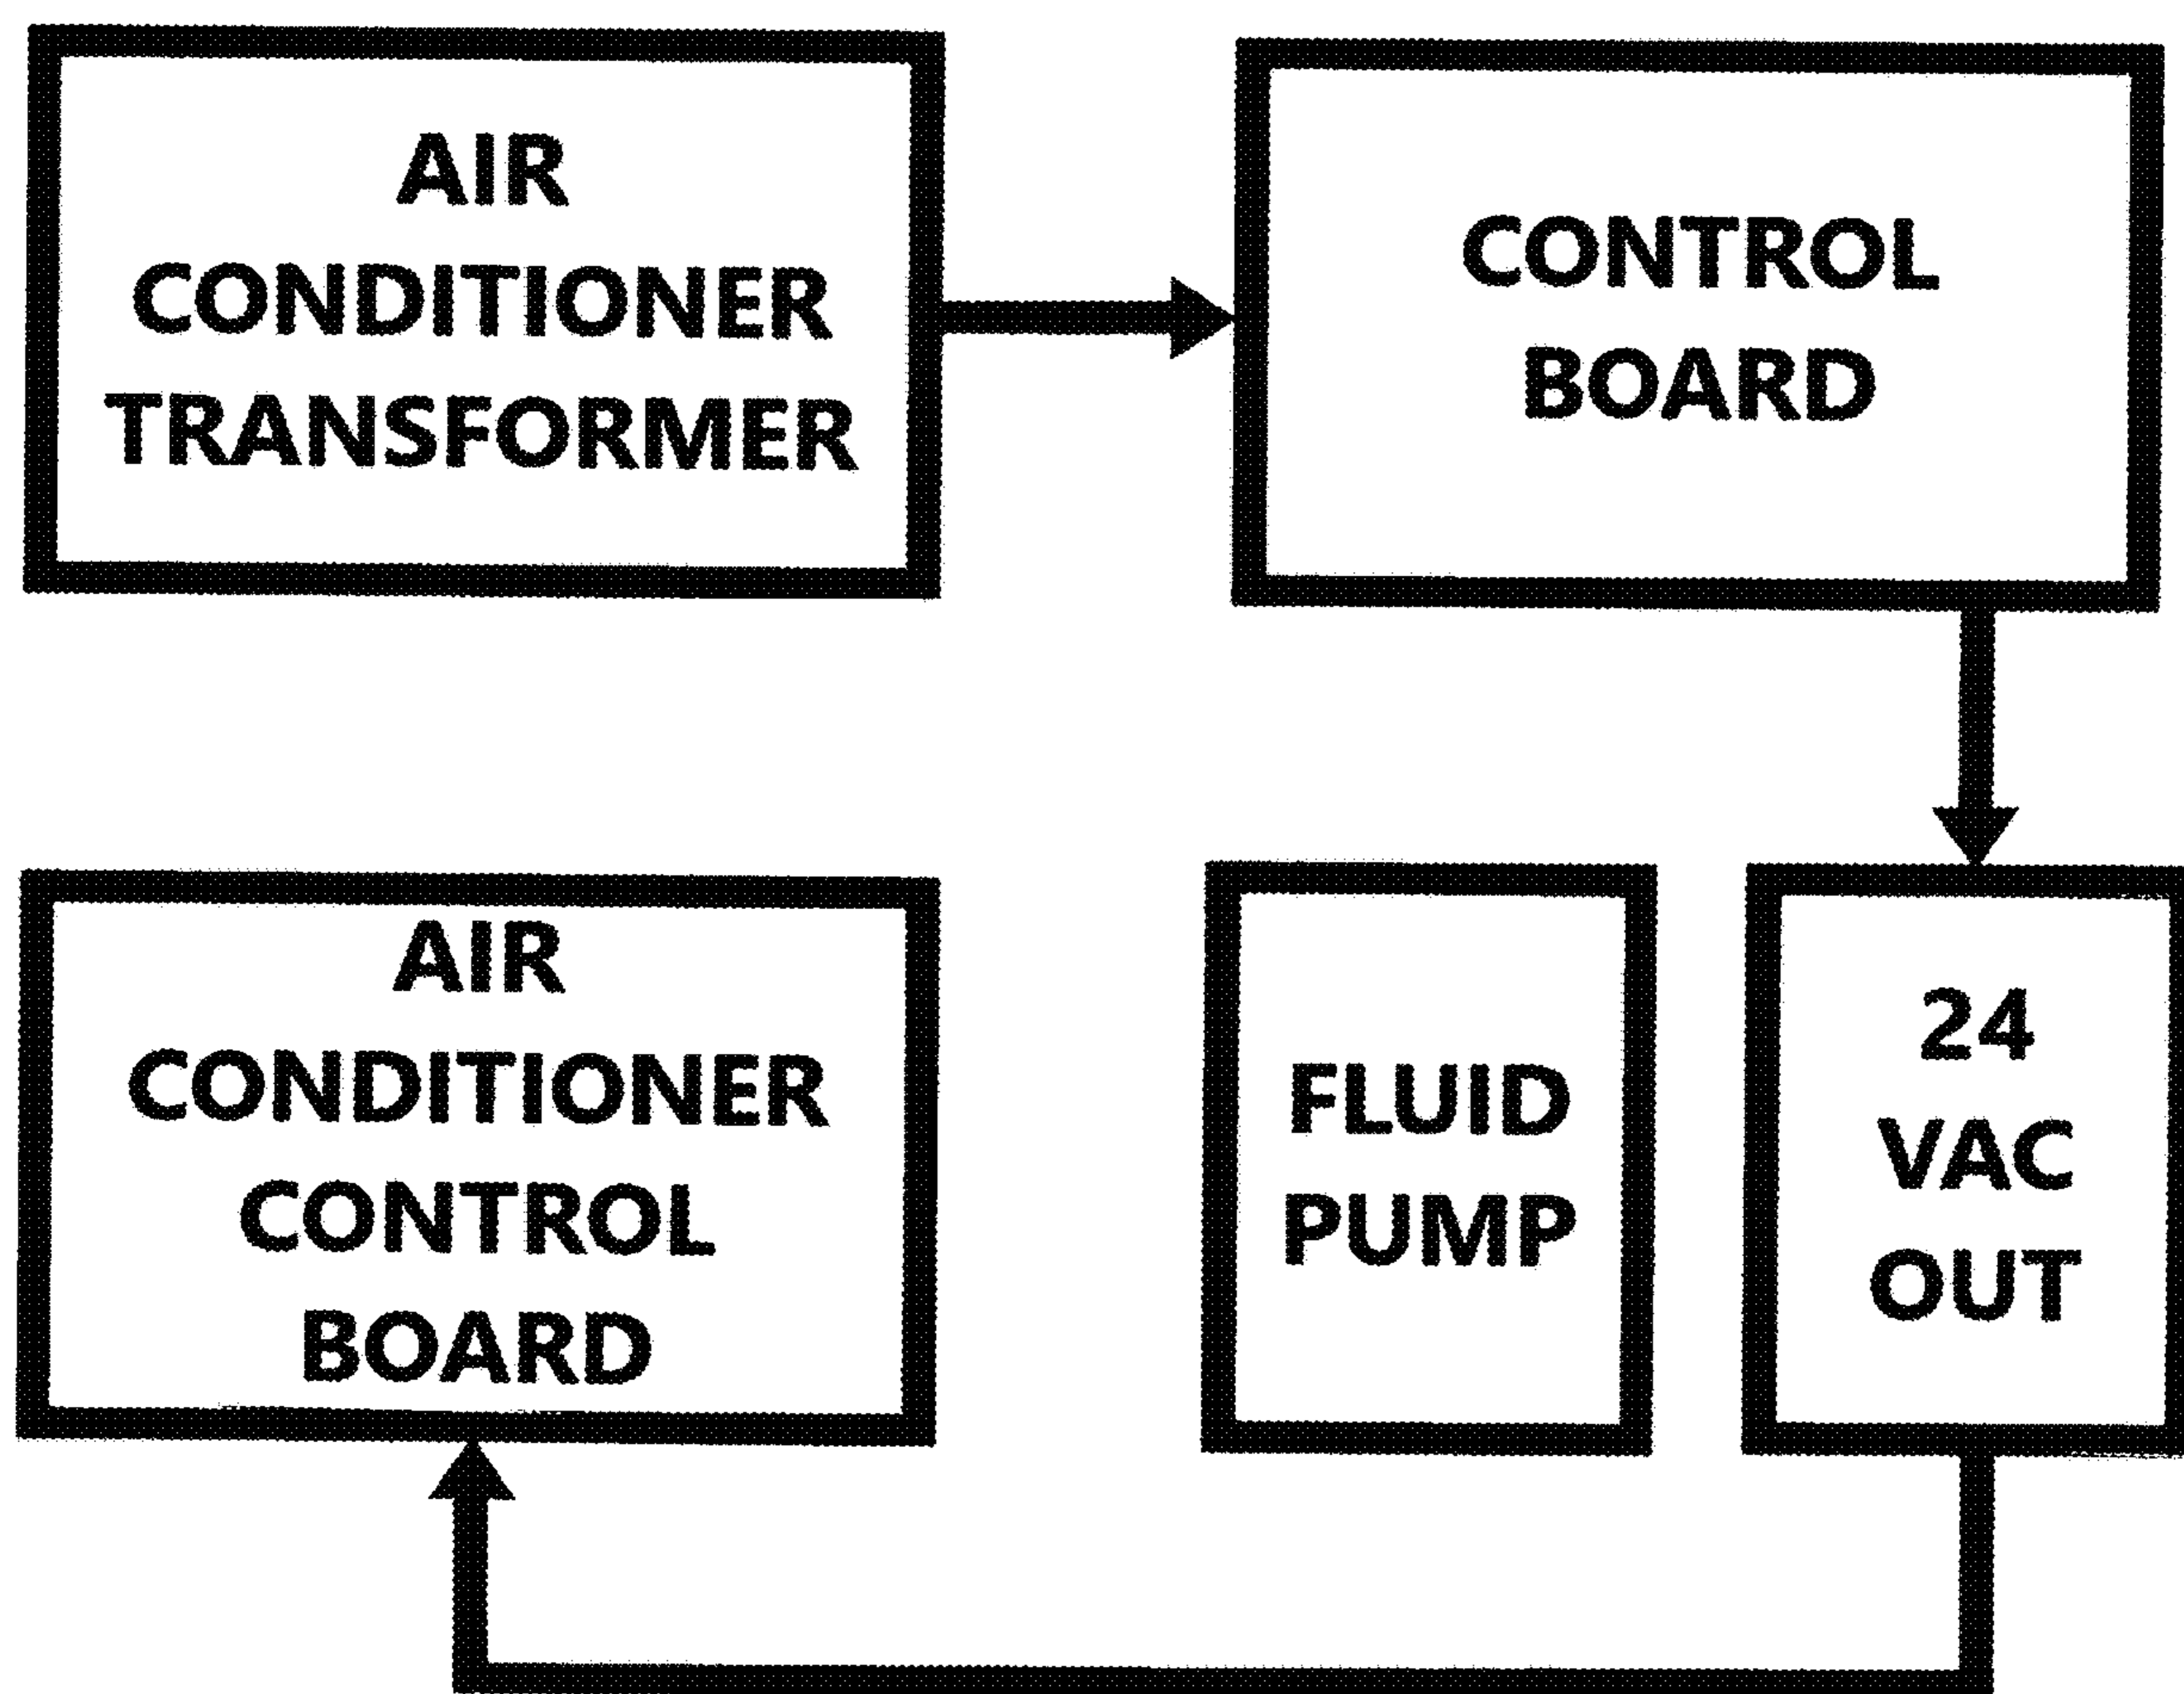 AIR
CONDITIONER
TRANSFORMER
CONTROL
BOARD
AIR
CONDITIONER
CONTROL
BOARD
FLUID
PUMP
24
VAC
OUT